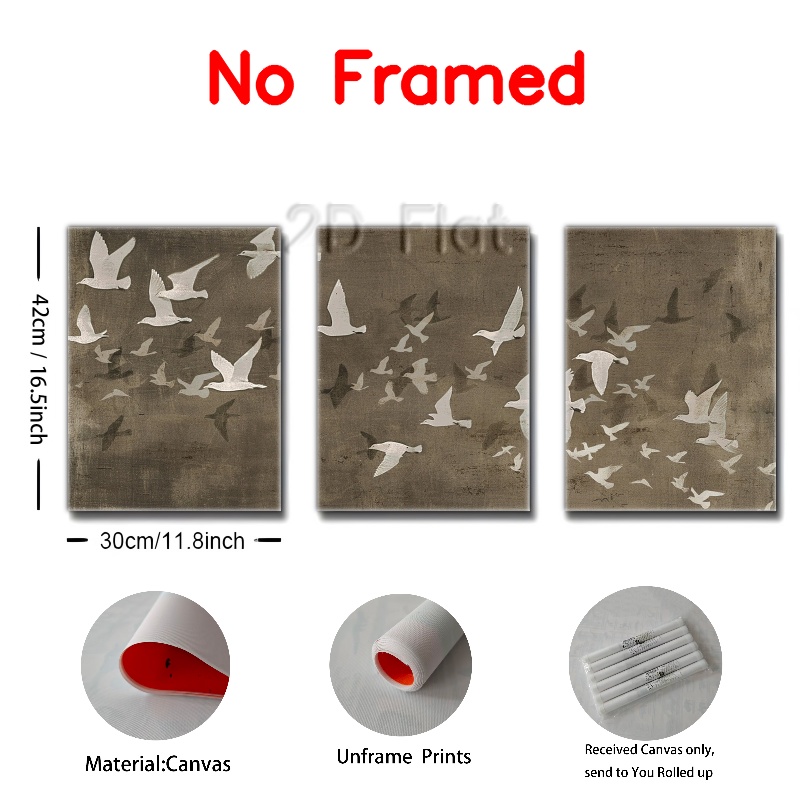 No Framed
2D Flat
42cm / 16.5inch
30cm/11.8inch
Material:Canvas
Unframe Prints
Received Canvas only,
send to You Rolled up